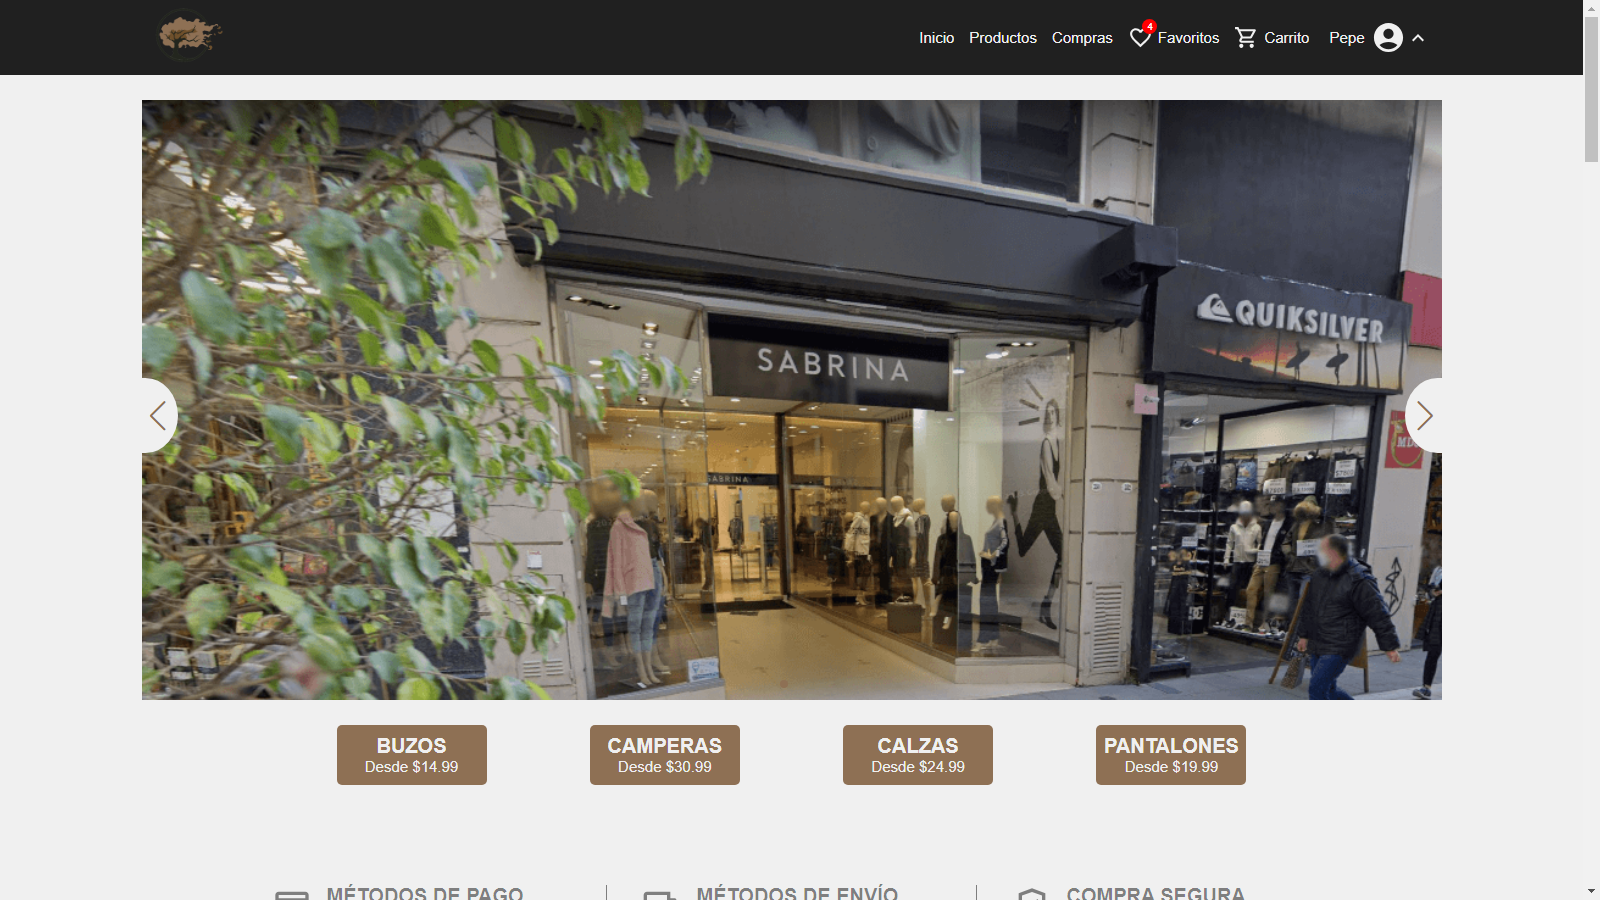 Inicio Productos Compras 4 Favoritos Carrito Pepe
QUIKSILVER
SABRINA
SABRINA
BUZOS
Desde $14.99
CAMPERAS
Desde $30.99
CALZAS
Desde $24.99
PANTALONES
Desde $19.99
MÉTODOS DE PAGO
MÉTODOS DE ENVÍO
COMPRA SEGURA